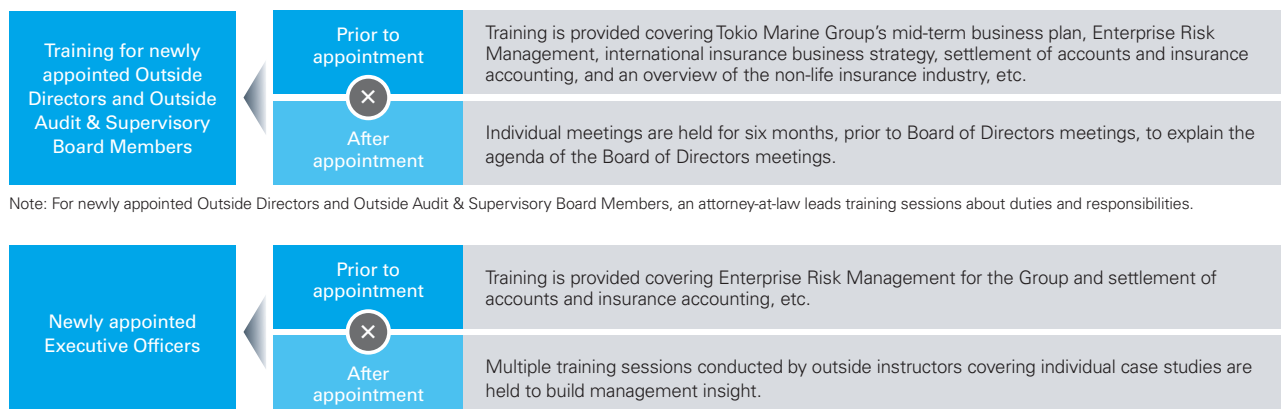 Training for newly
appointed Outside
Directors and Outside
Audit & Supervisory
Board Members
Prior to
appointment
Training is provided covering Tokio Marine Group's mid-term business plan, Enterprise Risk
Management, international insurance business strategy, settlement of accounts and insurance
accounting, and an overview of the non-life insurance industry, etc.
×
After
appointment
Individual meetings are held for six months, prior to Board of Directors meetings, to explain the
agenda of the Board of Directors meetings.
Note: For newly appointed Outside Directors and Outside Audit & Supervisory Board Members, an attorney-at-law leads training sessions about duties and responsibilities.
Newly appointed
Executive Officers
Prior to
appointment
Training is provided covering Enterprise Risk Management for the Group and settlement of
accounts and insurance accounting, etc.
×
After
appointment
Multiple training sessions conducted by outside instructors covering individual case studies are
held to build management insight.